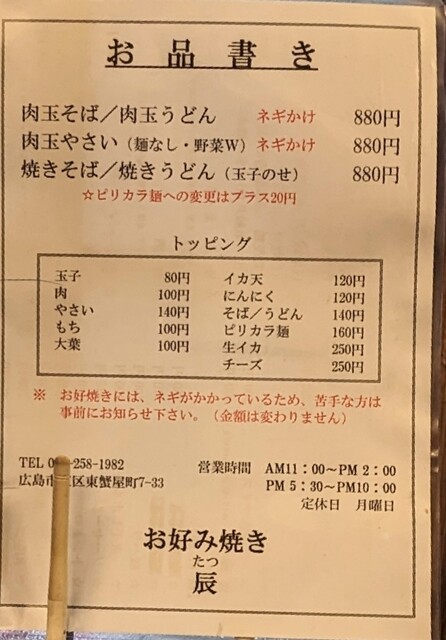 お品書き
肉玉そば／肉玉うどん ネギかけ 880円
肉玉やさい（麺なし・野菜W）ネギかけ 880円
焼きそば／焼きうどん（玉子のせ） 880円
☆ピリカラ麺への変更はプラス20円
トッピング
玉子 80円 イカ天 120円
肉 100円 にんにく 120円
やさい 140円 そば／うどん 140円
もち 100円 ピリカラ麺 160円
大葉 100円 生イカ 250円
チーズ 250円
※ お好焼きには、ネギがかかっているため、苦手な方は
事前にお知らせ下さい。（金額は変わりません）
TEL 0 -258-1982 営業時間 AM11：00～PM 2：00
広島市 区東蟹屋町7-33 PM 5：30～PM10：00
定休日 月曜日
お好み焼き
たつ
辰